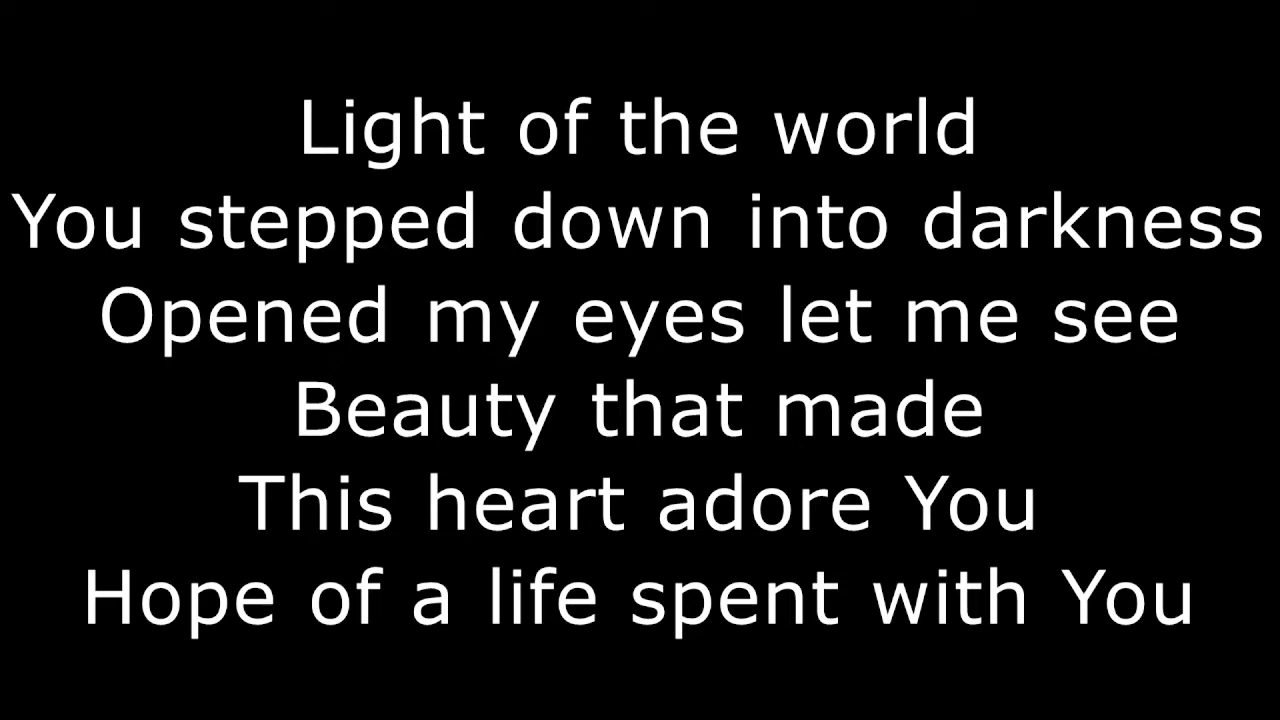 Light of the world
You stepped down into darkness
Opened my eyes let me see
Beauty that made
This heart adore You
Hope of a life spent with You